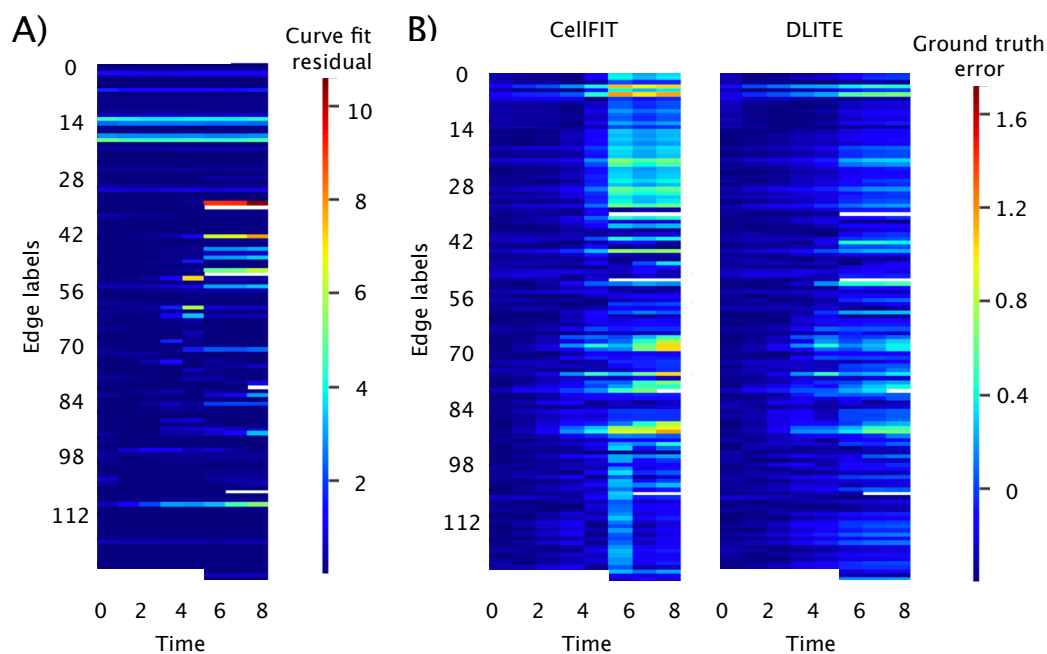 A)
Curve fit
residual
0
14
28
42
56
70
84
98
112
Edge labels
0 2 4 6 8
Time
10
8
6
4
2
B)
CellFIT
DLITE
Ground truth
error
0
14
28
42
56
70
84
98
112
Edge labels
0 2 4 6 8
Time
0 2 4 6 8
Time
1.6
1.2
0.8
0.4
0